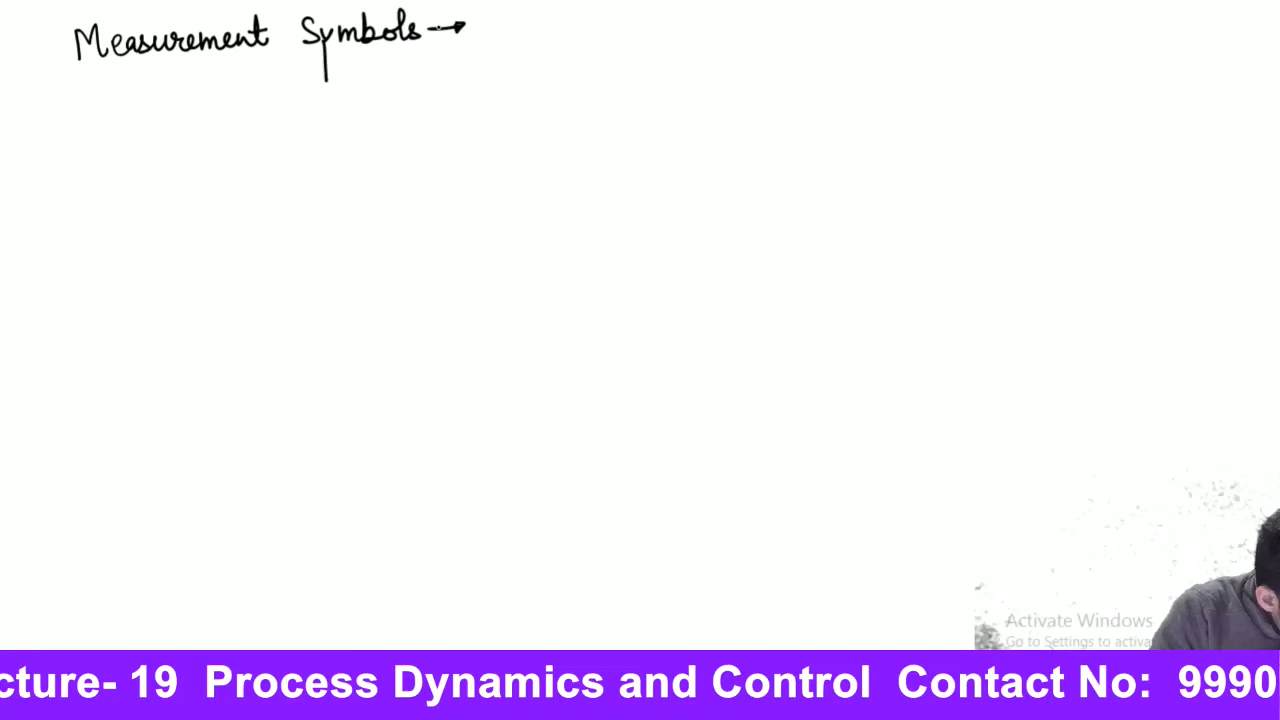 Measurement Symbols→
Activate Windows
Go to Settings to activa
cture- 19 Process Dynamics and Control Contact No: 9990